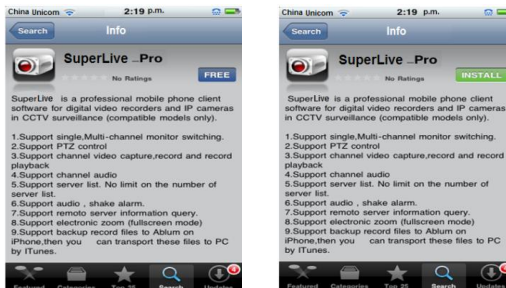 China Unicom 2:19 p.m.
Search Info
SuperLive _Pro
No Ratings FREE
SuperLive is a professional mobile phone client
software for digital video recorders and IP cameras
in CCTV surveillance (compatible models only).
1.Support single,Multi-channel monitor switching.
2.Support PTZ control
3.Support channel video capture,record and record
playback
4.Support channel audio
5.Support server list. No limit on the number of
server list.
6.Support audio , shake alarm.
7.Support remoto server information query.
8.Support electronic zoom (fullscreen mode)
9.Support backup record files to Ablum on
iPhone,then you can transport these files to PC
by ITunes.
Featured Categories Top 25 Search Updates
China Unicom 2:19 p.m.
Search Info
SuperLive _Pro
No Ratings INSTALL
SuperLive is a professional mobile phone client
software for digital video recorders and IP cameras
in CCTV surveillance (compatible models only).
1.Support single,Multi-channel monitor switching.
2.Support PTZ control
3.Support channel video capture,record and record
playback
4.Support channel audio
5.Support server list. No limit on the number of
server list.
6.Support audio , shake alarm.
7.Support remoto server information query.
8.Support electronic zoom (fullscreen mode)
9.Support backup record files to Ablum on
iPhone,then you can transport these files to PC
by ITunes.
Featured Categories Top 25 Search Updates